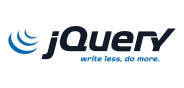 jQuery
write less, do more.